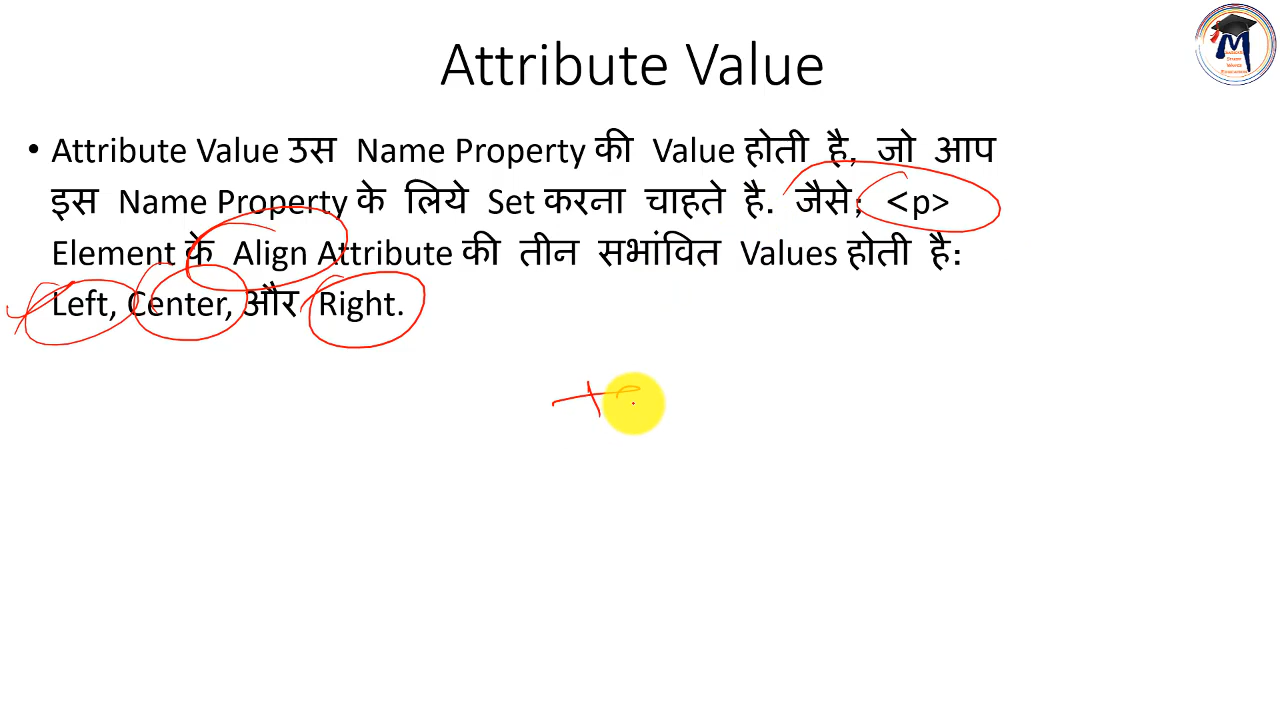 Attribute Value
• Attribute Value उस Name Property की Value होती है, जो आप
इस Name Property के लिये Set करना चाहते है. जैसे; <p>
Element के Align Attribute की तीन सभांवित Values होती है:
Left, Center, और Right.